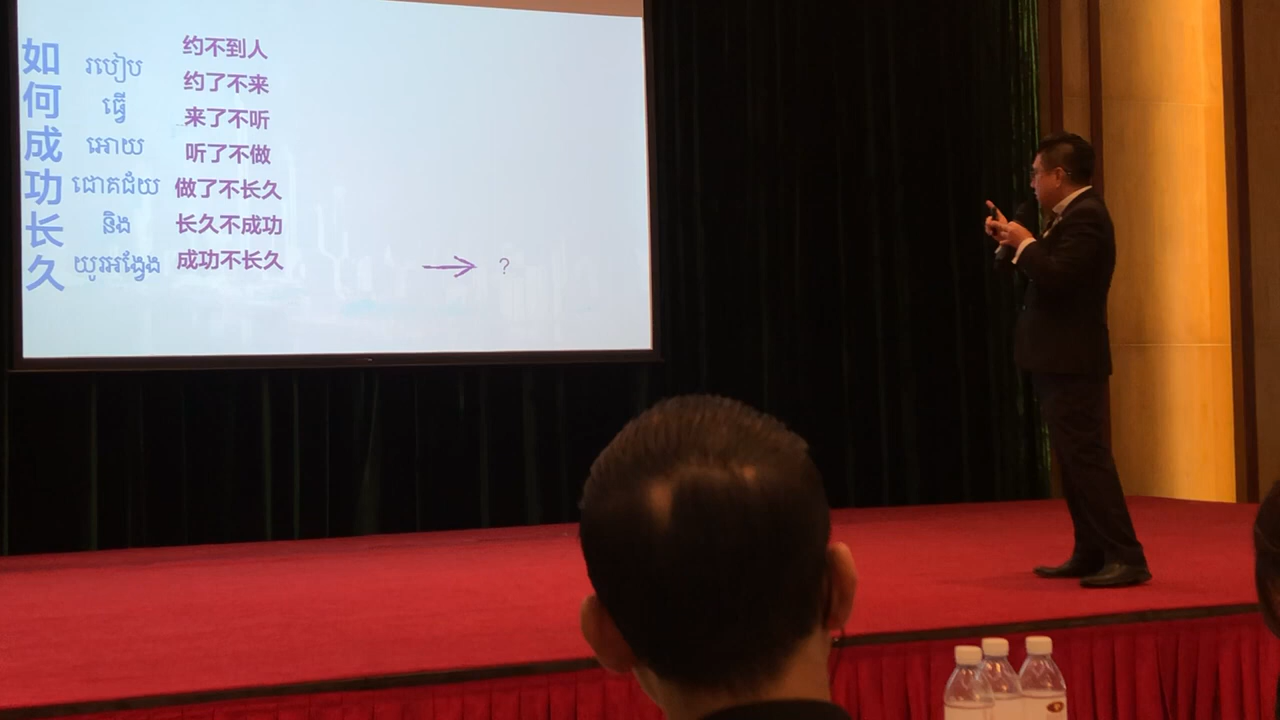 如何成功长久
របៀប
ធ្វើ
អោយ
ជោគជ័យ
និង
យូរអង្វែង
约不到人
约了不来
来了不听
听了不做
做了不长久
长久不成功
成功不长久
→ ?